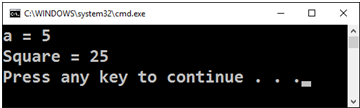 C:\WINDOWS\system32\cmd.exe
a = 5
Square = 25
Press any key to continue . . .